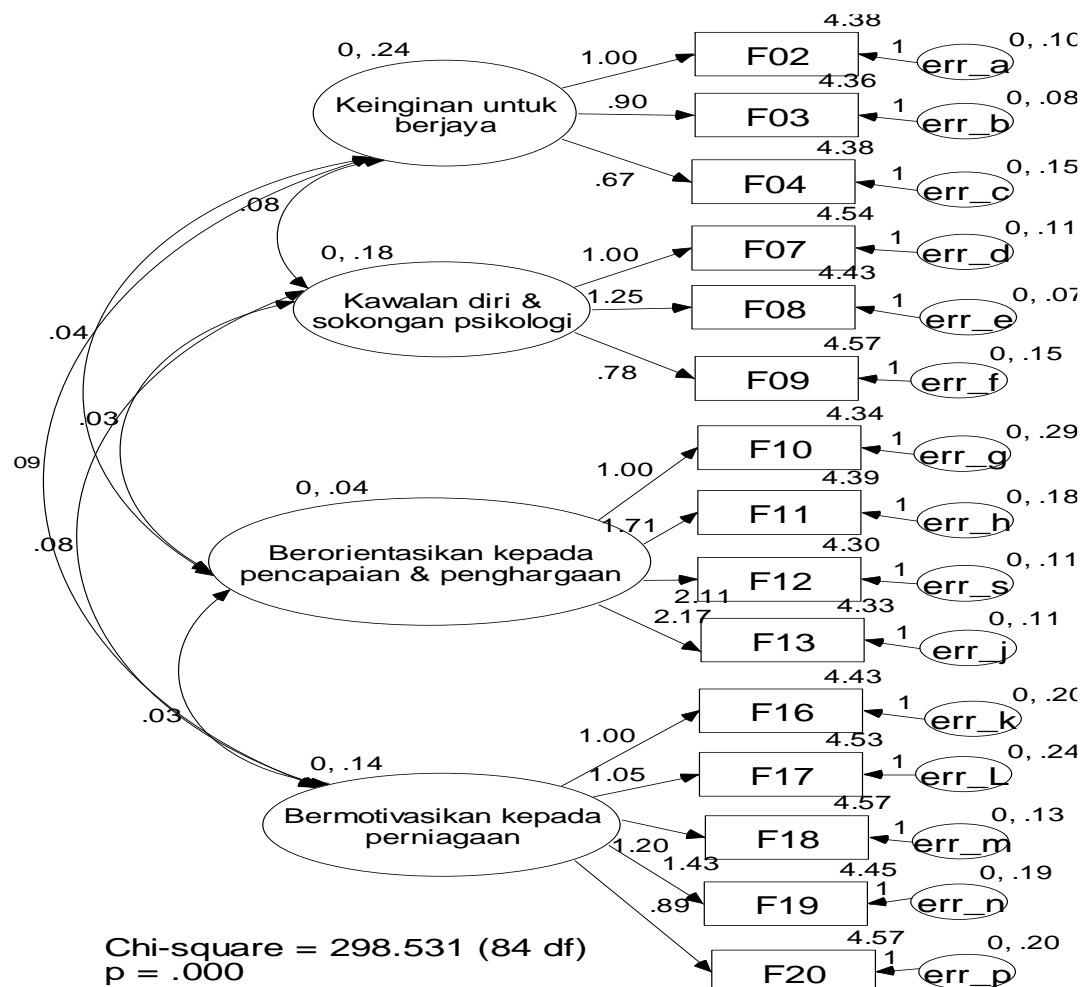 4.38
0, .24
F02
1
err_a
0, .10
1.00
4.36
Keinginan untuk
berjaya
.90
F03
1
err_b
0, .08
4.38
.67
F04
1
err_c
0, .15
.08
4.54
0, .18
1.00
F07
1
err_d
0, .11
4.43
Kawalan diri &
sokongan psikologi
1.25
F08
1
err_e
0, .07
4.57
.04
.78
F09
1
err_f
0, .15
4.34
.03
F10
1
err_g
0, .29
09
1.00
0, .04
4.39
1.71
F11
1
err_h
0, .18
4.30
Berorientasikan kepada
pencapaian & penghargaan
.08
F12
1
err_s
0, .11
2.11
4.33
2.17
F13
1
err_j
0, .11
4.43
.03
F16
1
err_k
0, .20
1.00
4.53
0, .14
1.05
F17
1
err_L
0, .24
4.57
Bermotivasikan kepada
perniagaan
1.20
F18
1
err_m
0, .13
1.43
4.45
F19
1
err_n
0, .19
.89
4.57
F20
1
err_p
0, .20
Chi-square = 298.531 (84 df)
p = .000